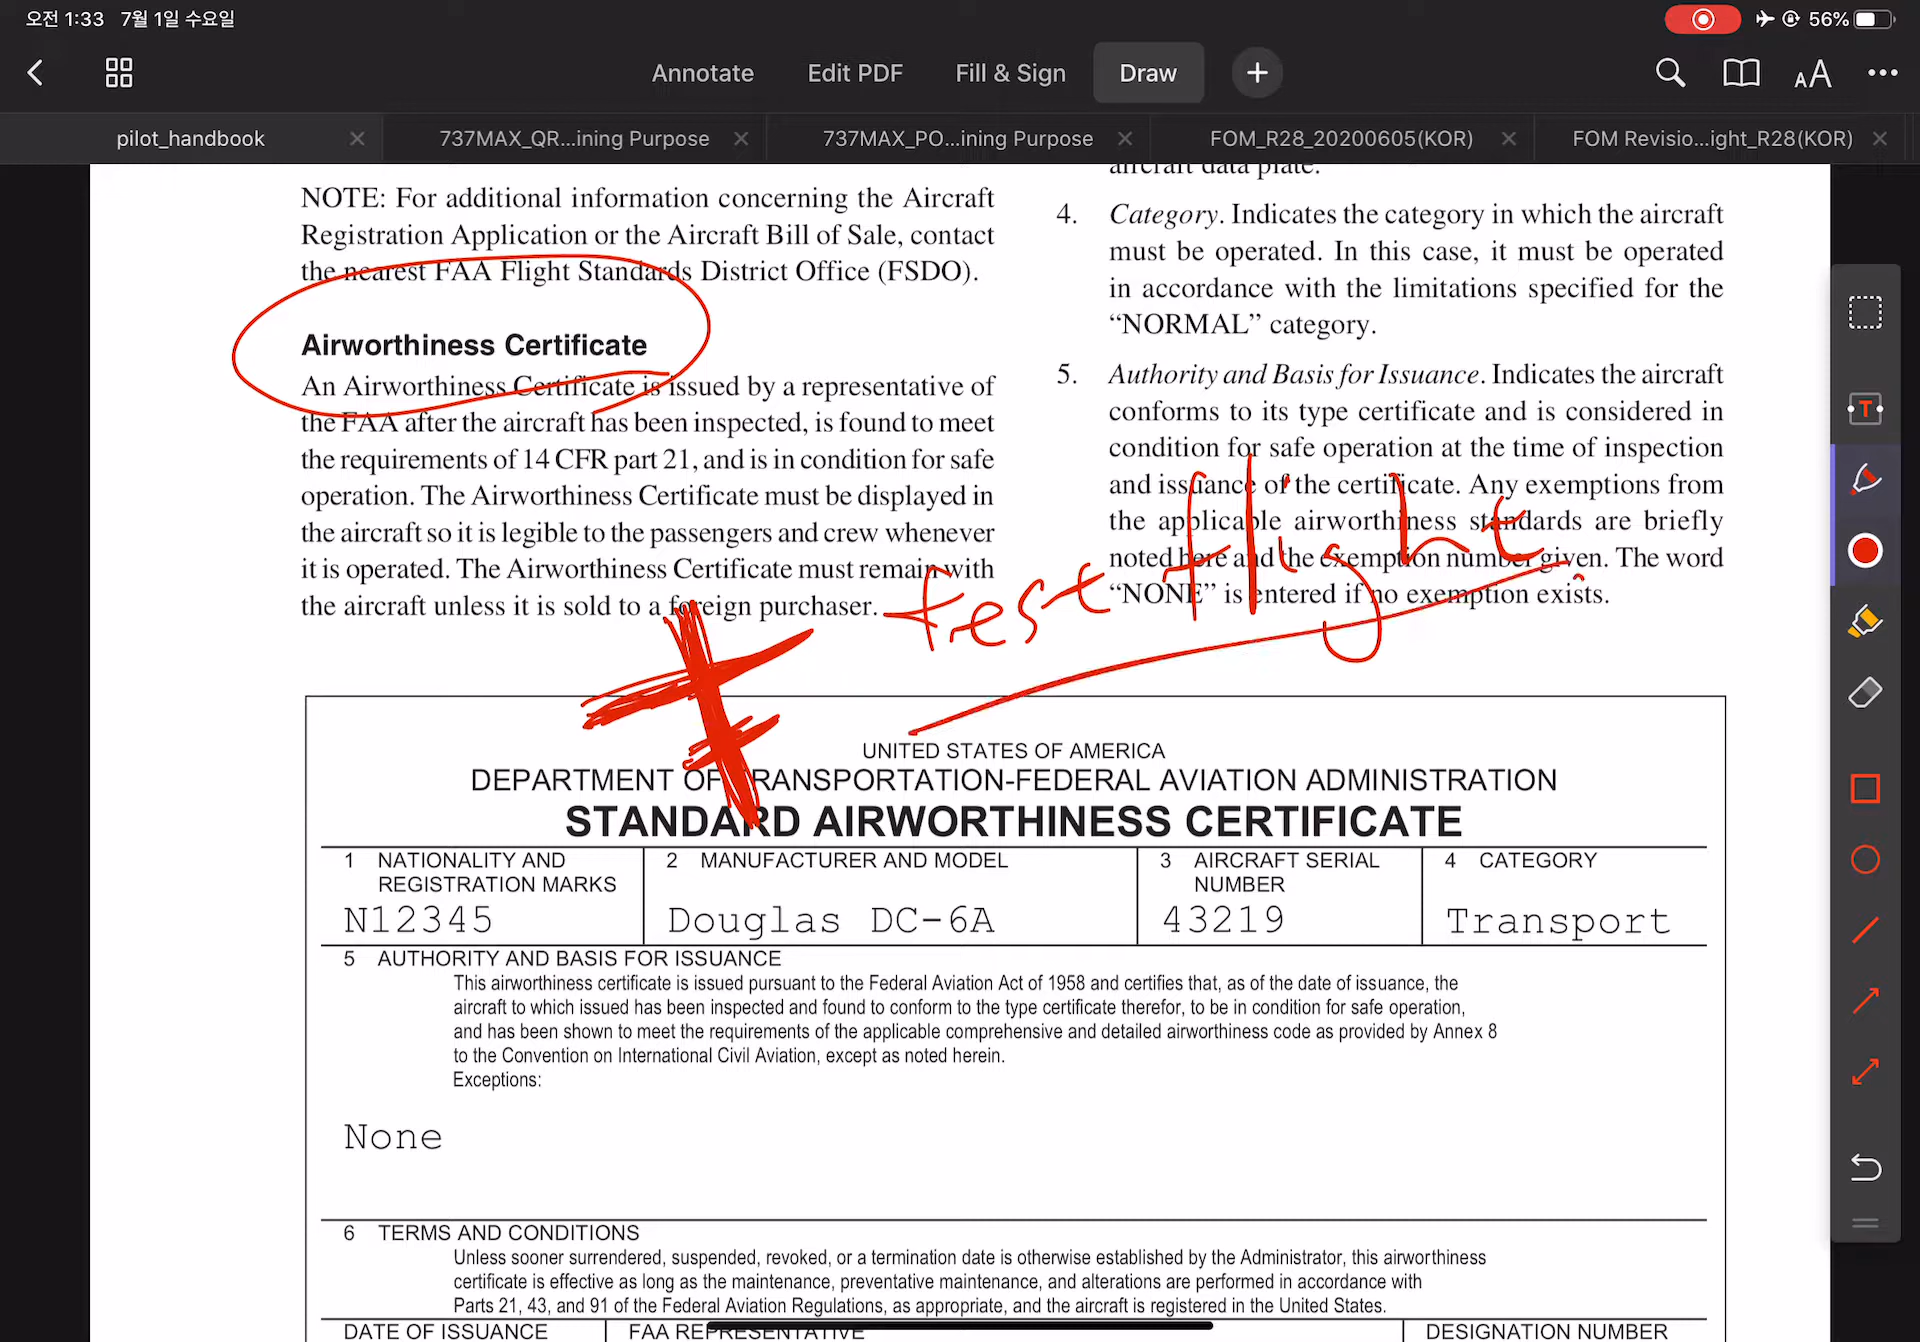 오전 1:33 7월 1일 수요일
56%
Annotate Edit PDF Fill & Sign Draw
AA
pilot_handbook
737MAX_QR...ining Purpose
737MAX_PO...ining Purpose
FOM_R28_20200605(KOR)
FOM Revisio...ight_R28(KOR)
NOTE: For additional information concerning the Aircraft
Registration Application or the Aircraft Bill of Sale, contact
the nearest FAA Flight Standards District Office (FSDO).
Airworthiness Certificate
An Airworthiness Certificate is issued by a representative of
the FAA after the aircraft has been inspected, is found to meet
the requirements of 14 CFR part 21, and is in condition for safe
operation. The Airworthiness Certificate must be displayed in
the aircraft so it is legible to the passengers and crew whenever
it is operated. The Airworthiness Certificate must remain with
the aircraft unless it is sold to a foreign purchaser.
aircraft data plate.
4. Category. Indicates the category in which the aircraft
must be operated. In this case, it must be operated
in accordance with the limitations specified for the
“NORMAL” category.
5. Authority and Basis for Issuance. Indicates the aircraft
conforms to its type certificate and is considered in
condition for safe operation at the time of inspection
and issuance of the certificate. Any exemptions from
the applicable airworthiness standards are briefly
noted here and the exemption number given. The word
“NONE” is entered if no exemption exists.
test flight
UNITED STATES OF AMERICA
DEPARTMENT OF TRANSPORTATION-FEDERAL AVIATION ADMINISTRATION
STANDARD AIRWORTHINESS CERTIFICATE
1 NATIONALITY AND
REGISTRATION MARKS
N12345
2 MANUFACTURER AND MODEL
Douglas DC-6A
3 AIRCRAFT SERIAL
NUMBER
43219
4 CATEGORY
Transport
5 AUTHORITY AND BASIS FOR ISSUANCE
This airworthiness certificate is issued pursuant to the Federal Aviation Act of 1958 and certifies that, as of the date of issuance, the
aircraft to which issued has been inspected and found to conform to the type certificate therefor, to be in condition for safe operation,
and has been shown to meet the requirements of the applicable comprehensive and detailed airworthiness code as provided by Annex 8
to the Convention on International Civil Aviation, except as noted herein.
Exceptions:
None
6 TERMS AND CONDITIONS
Unless sooner surrendered, suspended, revoked, or a termination date is otherwise established by the Administrator, this airworthiness
certificate is effective as long as the maintenance, preventative maintenance, and alterations are performed in accordance with
Parts 21, 43, and 91 of the Federal Aviation Regulations, as appropriate, and the aircraft is registered in the United States.
DATE OF ISSUANCE
FAA REPRESENTATIVE
DESIGNATION NUMBER